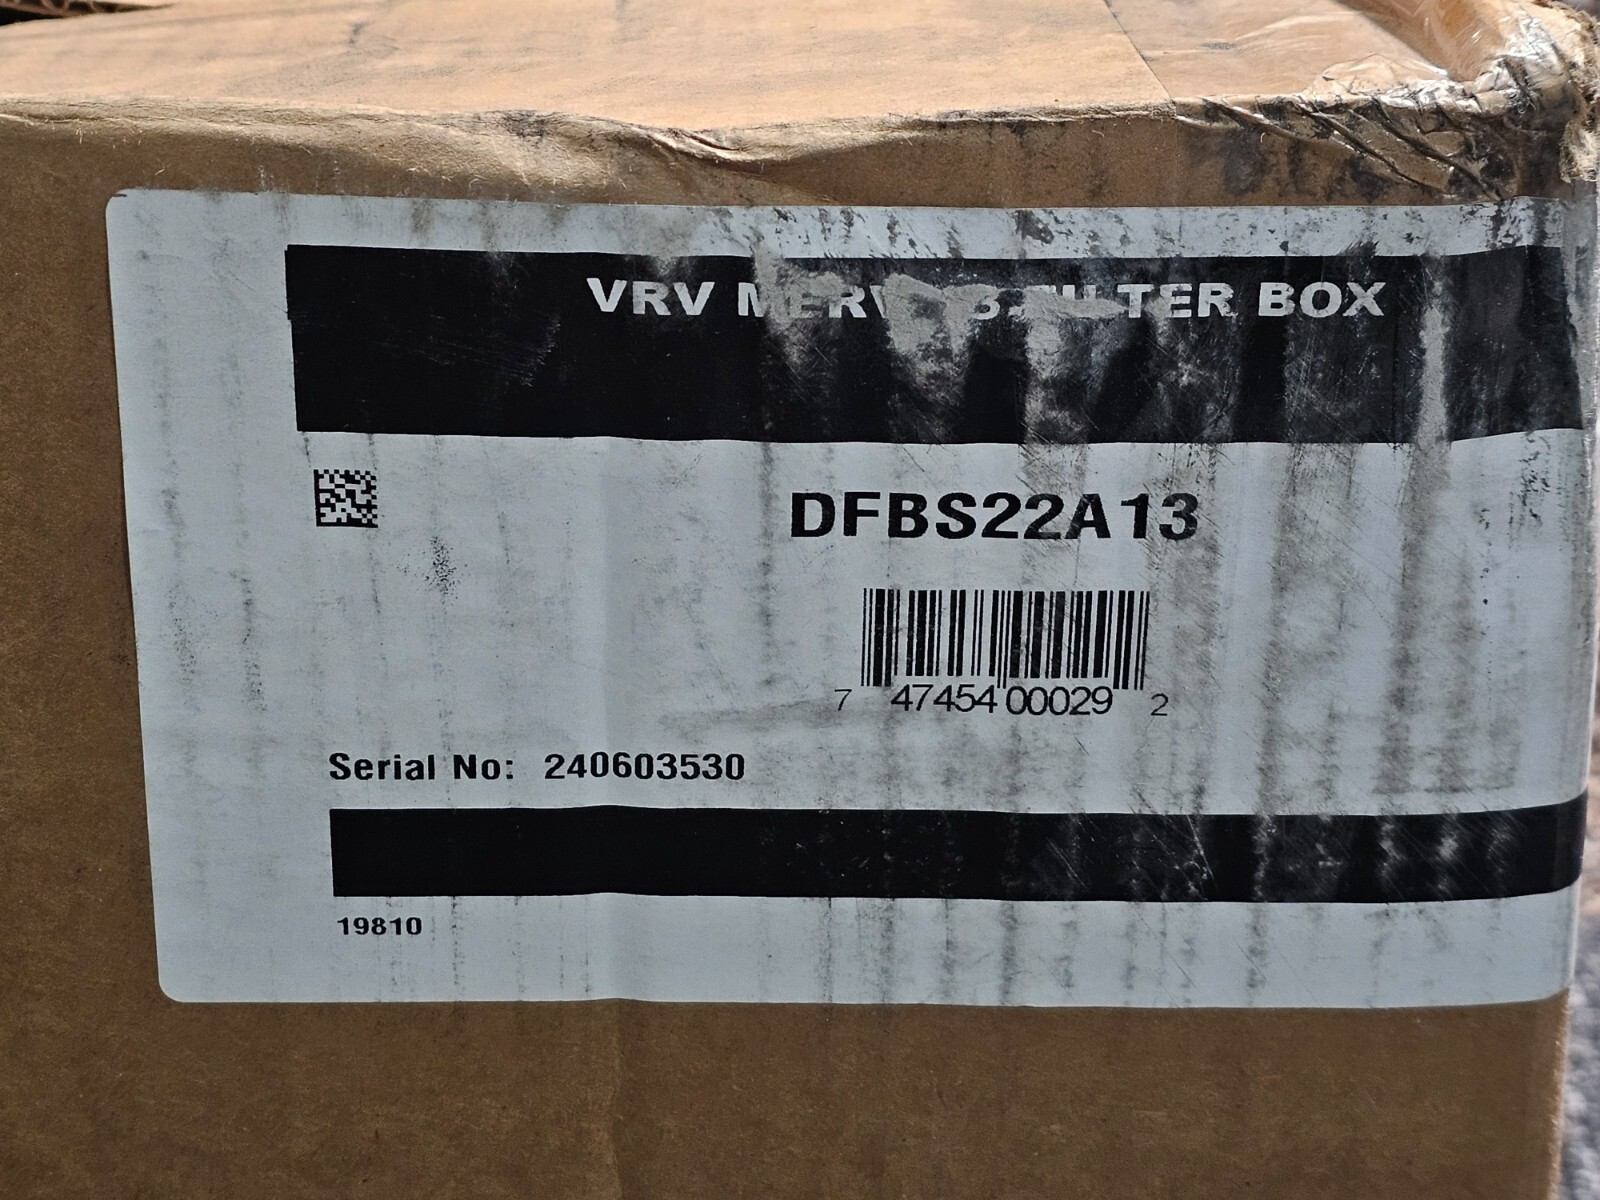 VRV FILTER BOX
DFBS22A13
7 47454 00029 2
Serial No: 240603530
19810